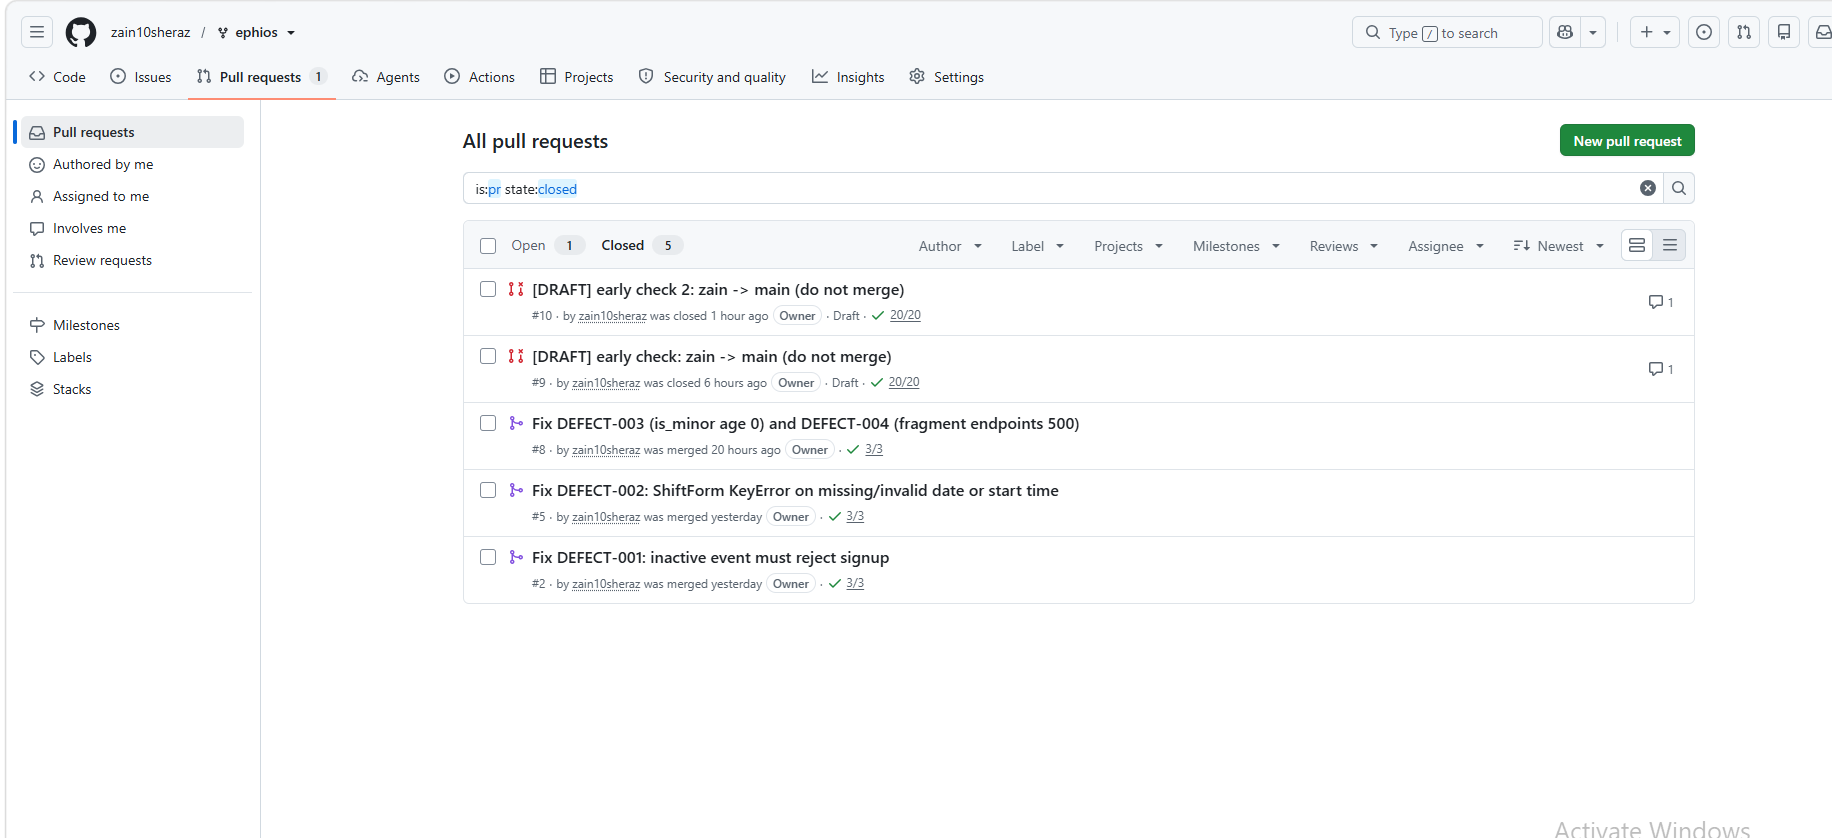 zain10sheraz / ephios
Type / to search
Code
Issues
Pull requests 1
Agents
Actions
Projects
Security and quality
Insights
Settings
Pull requests
Authored by me
Assigned to me
Involves me
Review requests
Milestones
Labels
Stacks
All pull requests
New pull request
is:pr state:closed
Open 1
Closed 5
Author
Label
Projects
Milestones
Reviews
Assignee
Newest
[DRAFT] early check 2: zain -> main (do not merge)
#10 · by zain10sheraz was closed 1 hour ago Owner · Draft · 20/20
1
[DRAFT] early check: zain -> main (do not merge)
#9 · by zain10sheraz was closed 6 hours ago Owner · Draft · 20/20
1
Fix DEFECT-003 (is_minor age 0) and DEFECT-004 (fragment endpoints 500)
#8 · by zain10sheraz was merged 20 hours ago Owner · 3/3
Fix DEFECT-002: ShiftForm KeyError on missing/invalid date or start time
#5 · by zain10sheraz was merged yesterday Owner · 3/3
Fix DEFECT-001: inactive event must reject signup
#2 · by zain10sheraz was merged yesterday Owner · 3/3
Activate Windows